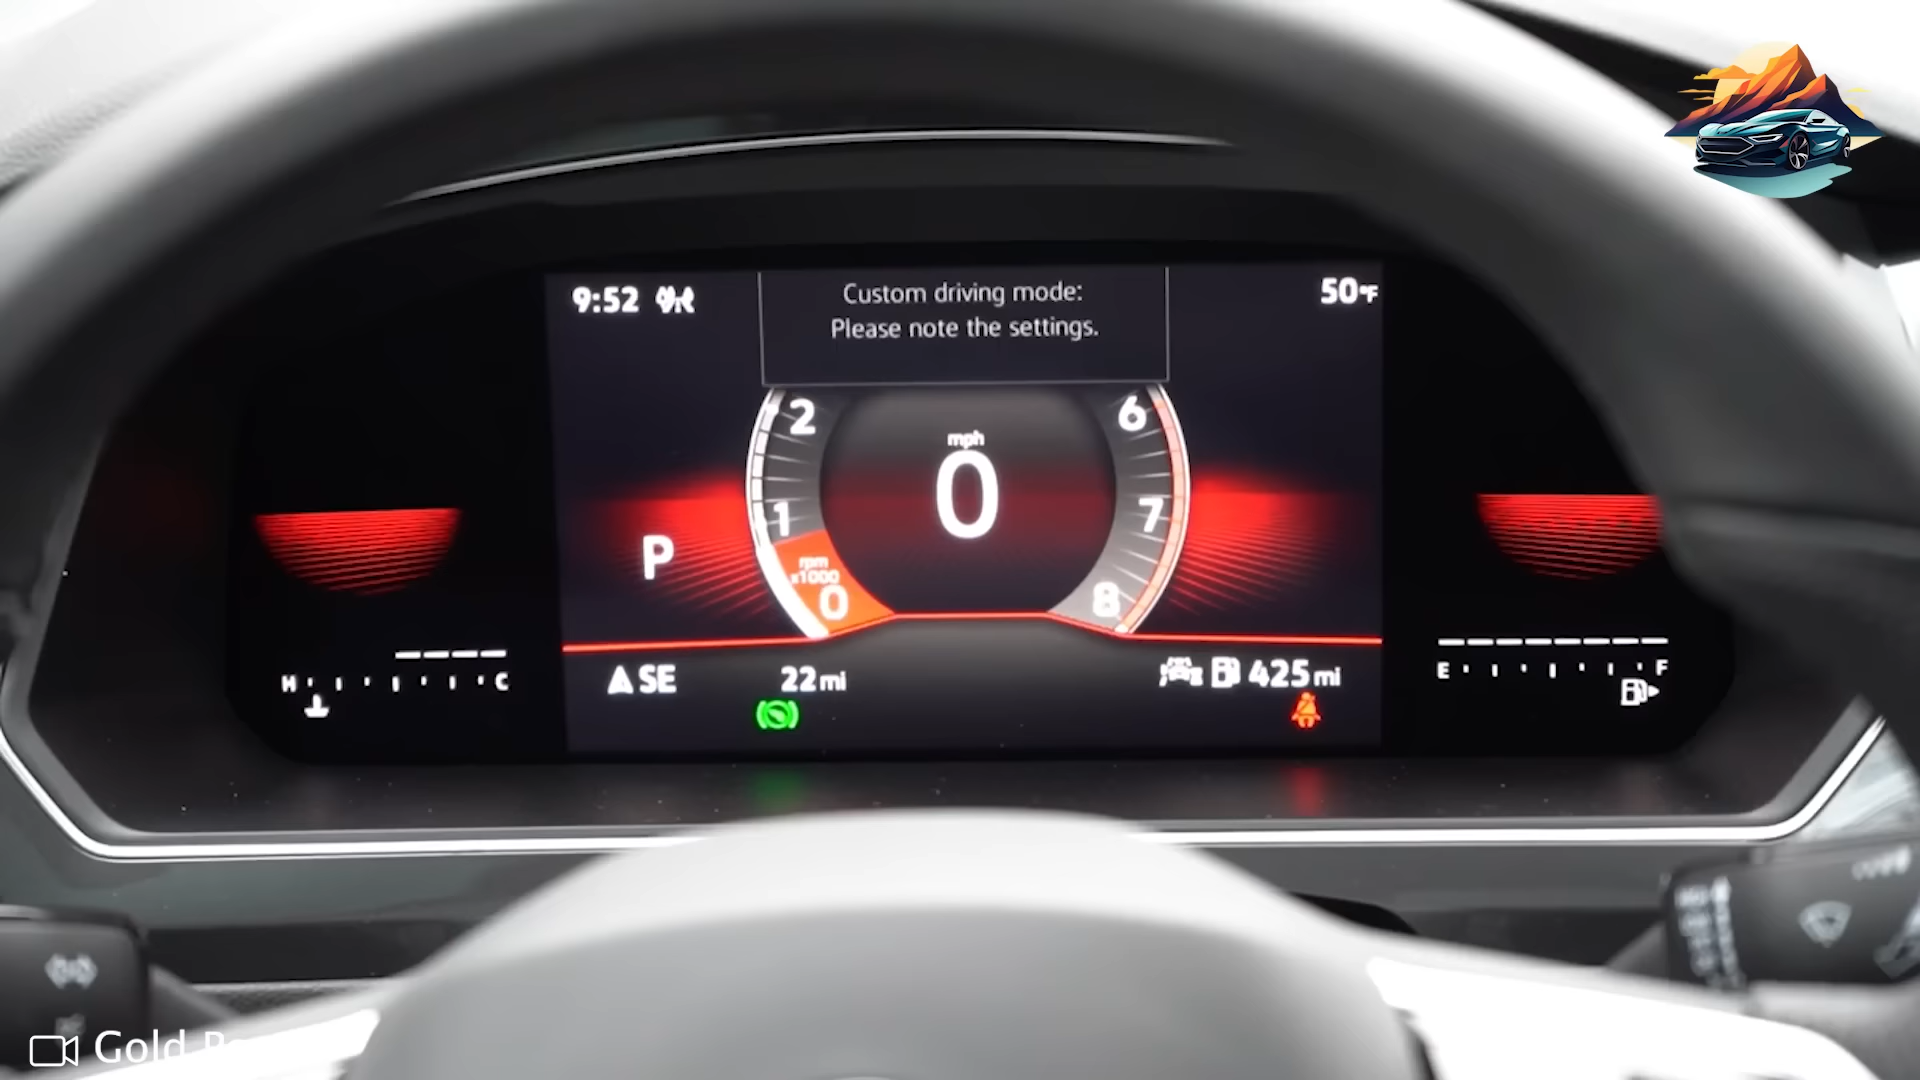 Custom driving mode:
Please note the settings.
9:52
50°F
2
6
mph
0
1
7
P
rpm
x1000
0
8
SE
22 mi
425 mi
H
C
E
F
Gold